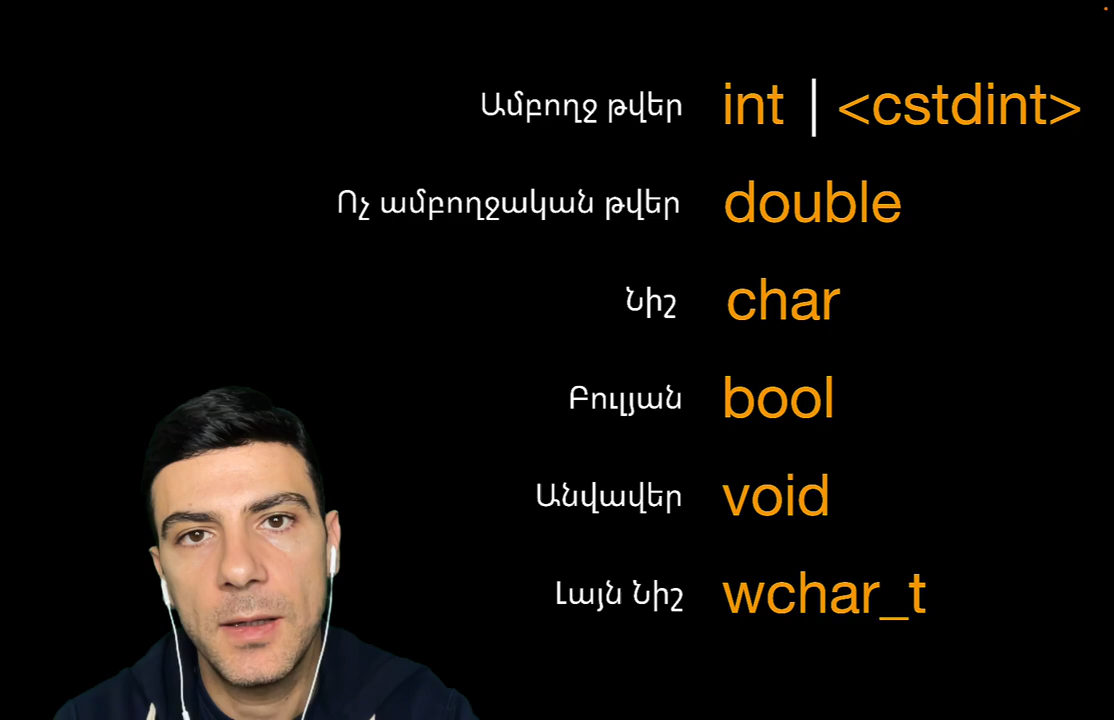 Ամբողջ թվեր int | <cstdint>
Ոչ ամբողջական թվեր double
Նիշ char
Բուլյան bool
Անվավեր void
Լայն Նիշ wchar_t